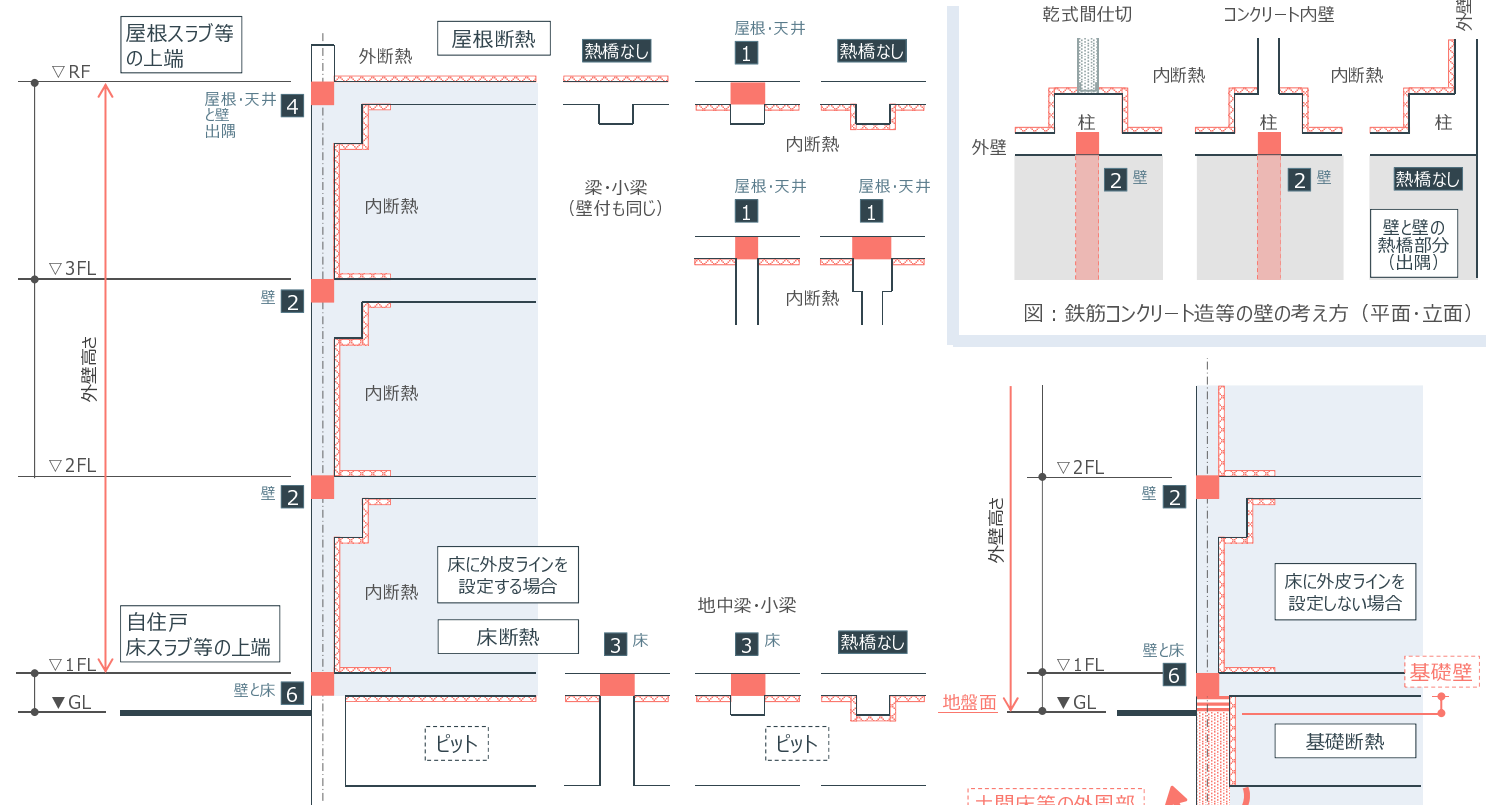 屋根スラブ等
の上端
外断熱
屋根断熱
熱橋なし
屋根・天井
1
熱橋なし
▽RF
屋根・天井
と壁
出隅
4
内断熱
内断熱
梁・小梁
（壁付も同じ）
屋根・天井
1
屋根・天井
1
内断熱
▽3FL
壁 2
外壁高さ
内断熱
▽2FL
壁 2
内断熱
床に外皮ラインを
設定する場合
床断熱
自住戸
床スラブ等の上端
▽1FL
壁と床 6
▼GL
ピット
3 床
地中梁・小梁
3 床
熱橋なし
ピット
乾式間仕切
コンクリート内壁
外壁
内断熱
内断熱
柱
柱
柱
外壁
2 壁
2 壁
熱橋なし
壁と壁の
熱橋部分
（出隅）
図：鉄筋コンクリート造等の壁の考え方（平面・立面）
▽2FL
壁 2
外壁高さ
床に外皮ラインを
設定しない場合
壁と床
6
▽1FL
基礎壁
地盤面
▼GL
基礎断熱
土間床等の外周部